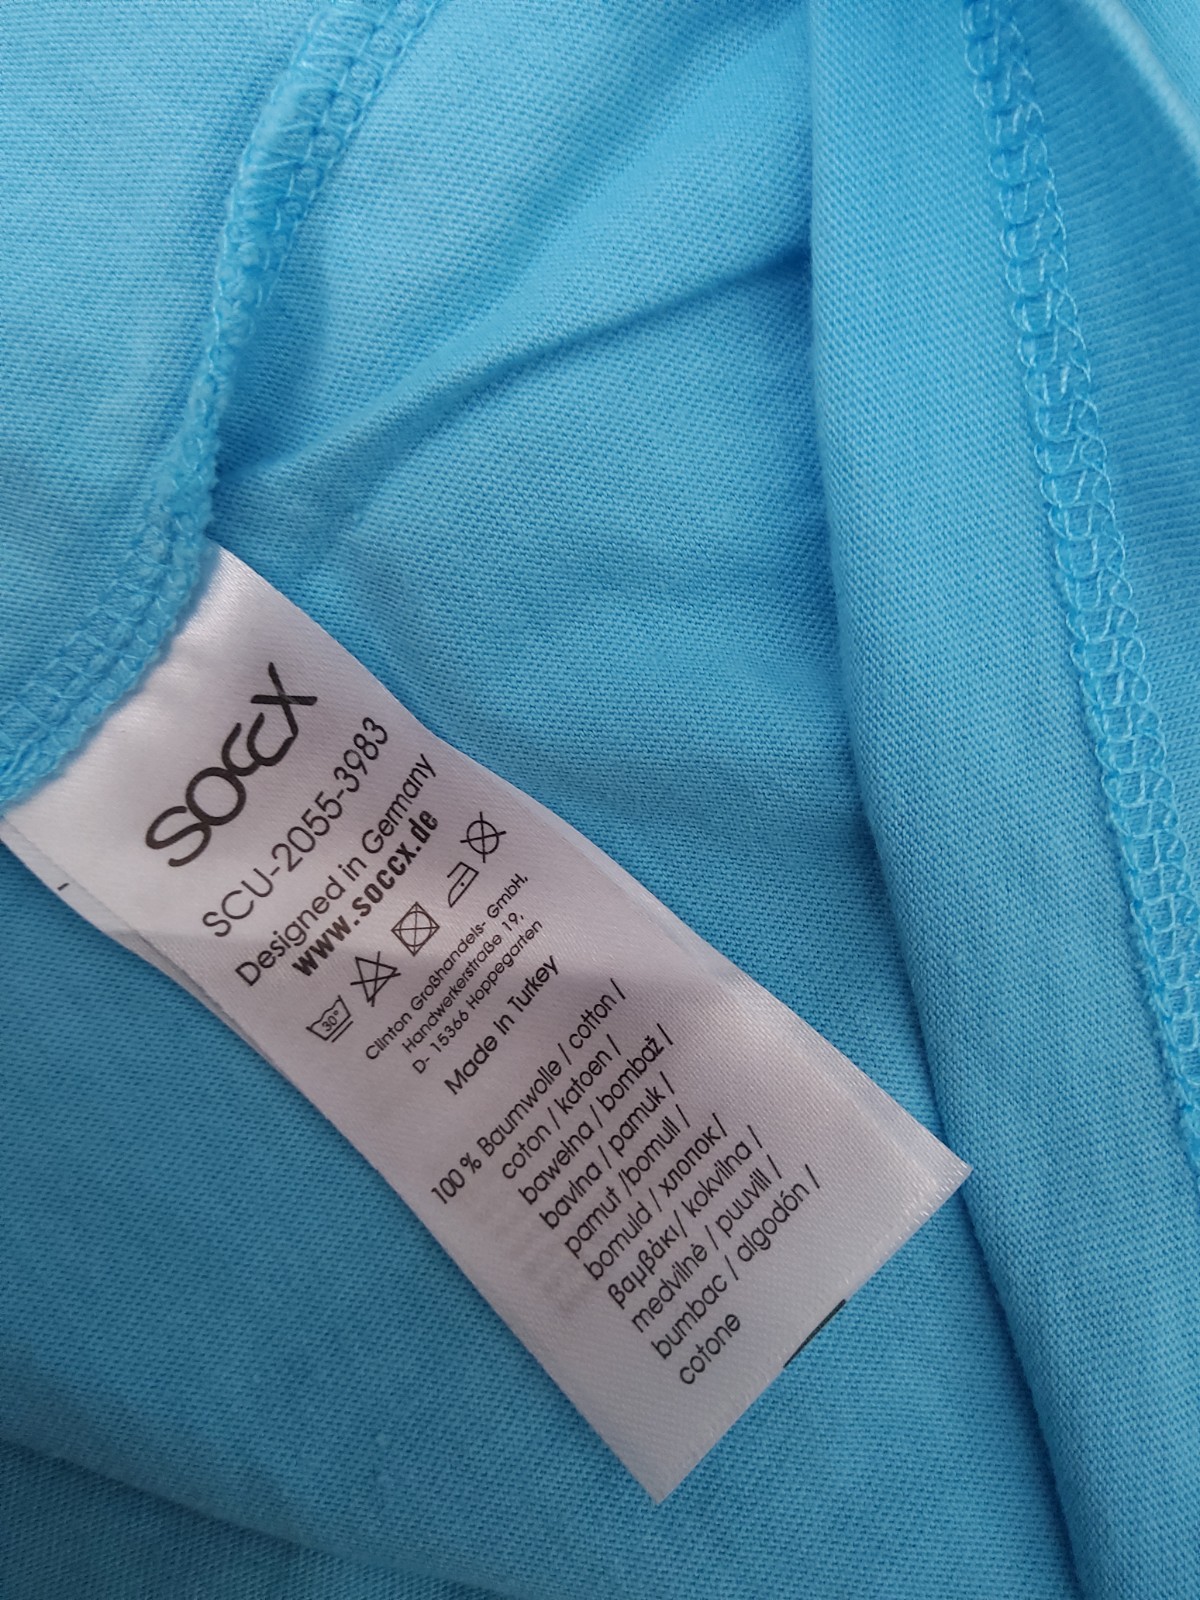 soccx
SCU-2055-3983
Designed in Germany
www.soccx.de
30°
Clinton Großhandels- GmbH,
Handwerkerstraße 19,
D- 15366 Hoppegarten
Made In Turkey
100 % Baumwolle / cotton /
coton / katoen /
bawełna / bombaž /
bavlna / pamuk /
pamut /bomull /
bomuld / хлопок/
βαμβάκι/ kokvilna /
medvilnė / puuvill /
bumbac / algodón /
cotone